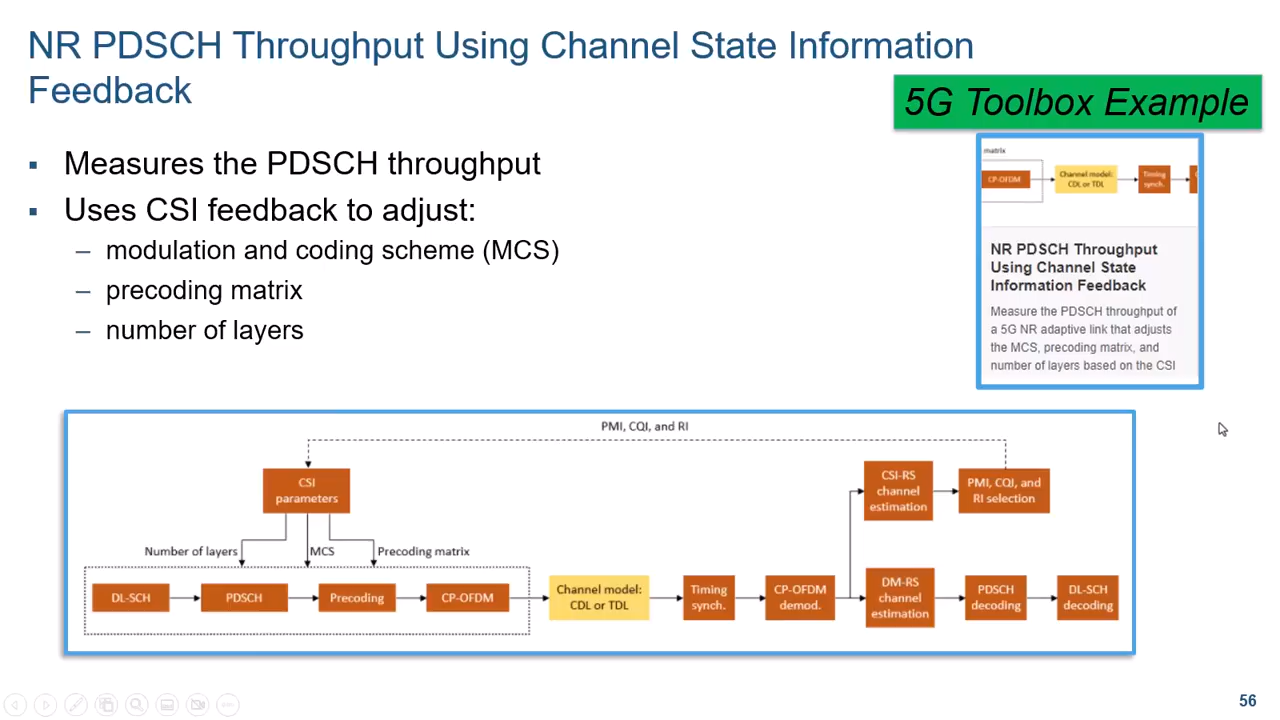 NR PDSCH Throughput Using Channel State Information
Feedback
5G Toolbox Example
▪ Measures the PDSCH throughput
▪ Uses CSI feedback to adjust:
– modulation and coding scheme (MCS)
– precoding matrix
– number of layers
matrix
CP-OFDM
Channel model:
CDL or TDL
Timing
synch.
NR PDSCH Throughput
Using Channel State
Information Feedback
Measure the PDSCH throughput of
a 5G NR adaptive link that adjusts
the MCS, precoding matrix, and
number of layers based on the CSI
PMI, CQI, and RI
CSI
parameters
CSI-RS
channel
estimation
PMI, CQI, and
RI selection
Number of layers
MCS
Precoding matrix
DL-SCH
PDSCH
Precoding
CP-OFDM
Channel model:
CDL or TDL
Timing
synch.
CP-OFDM
demod.
DM-RS
channel
estimation
PDSCH
decoding
DL-SCH
decoding
56